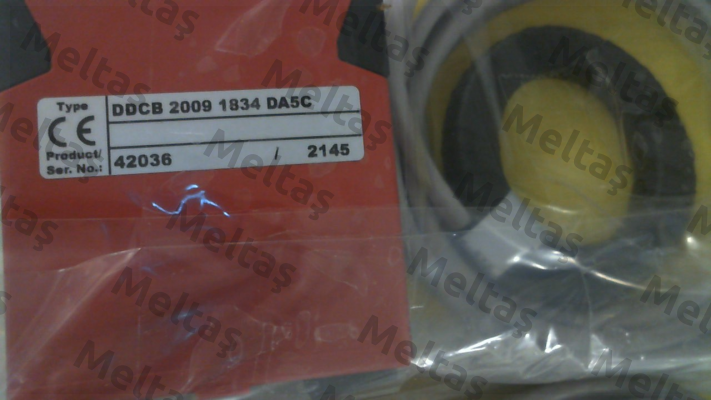 Type DDCB 2009 1834 DA5C
CE
Product/ Ser. No.: 42036 / 2145
Meltaş